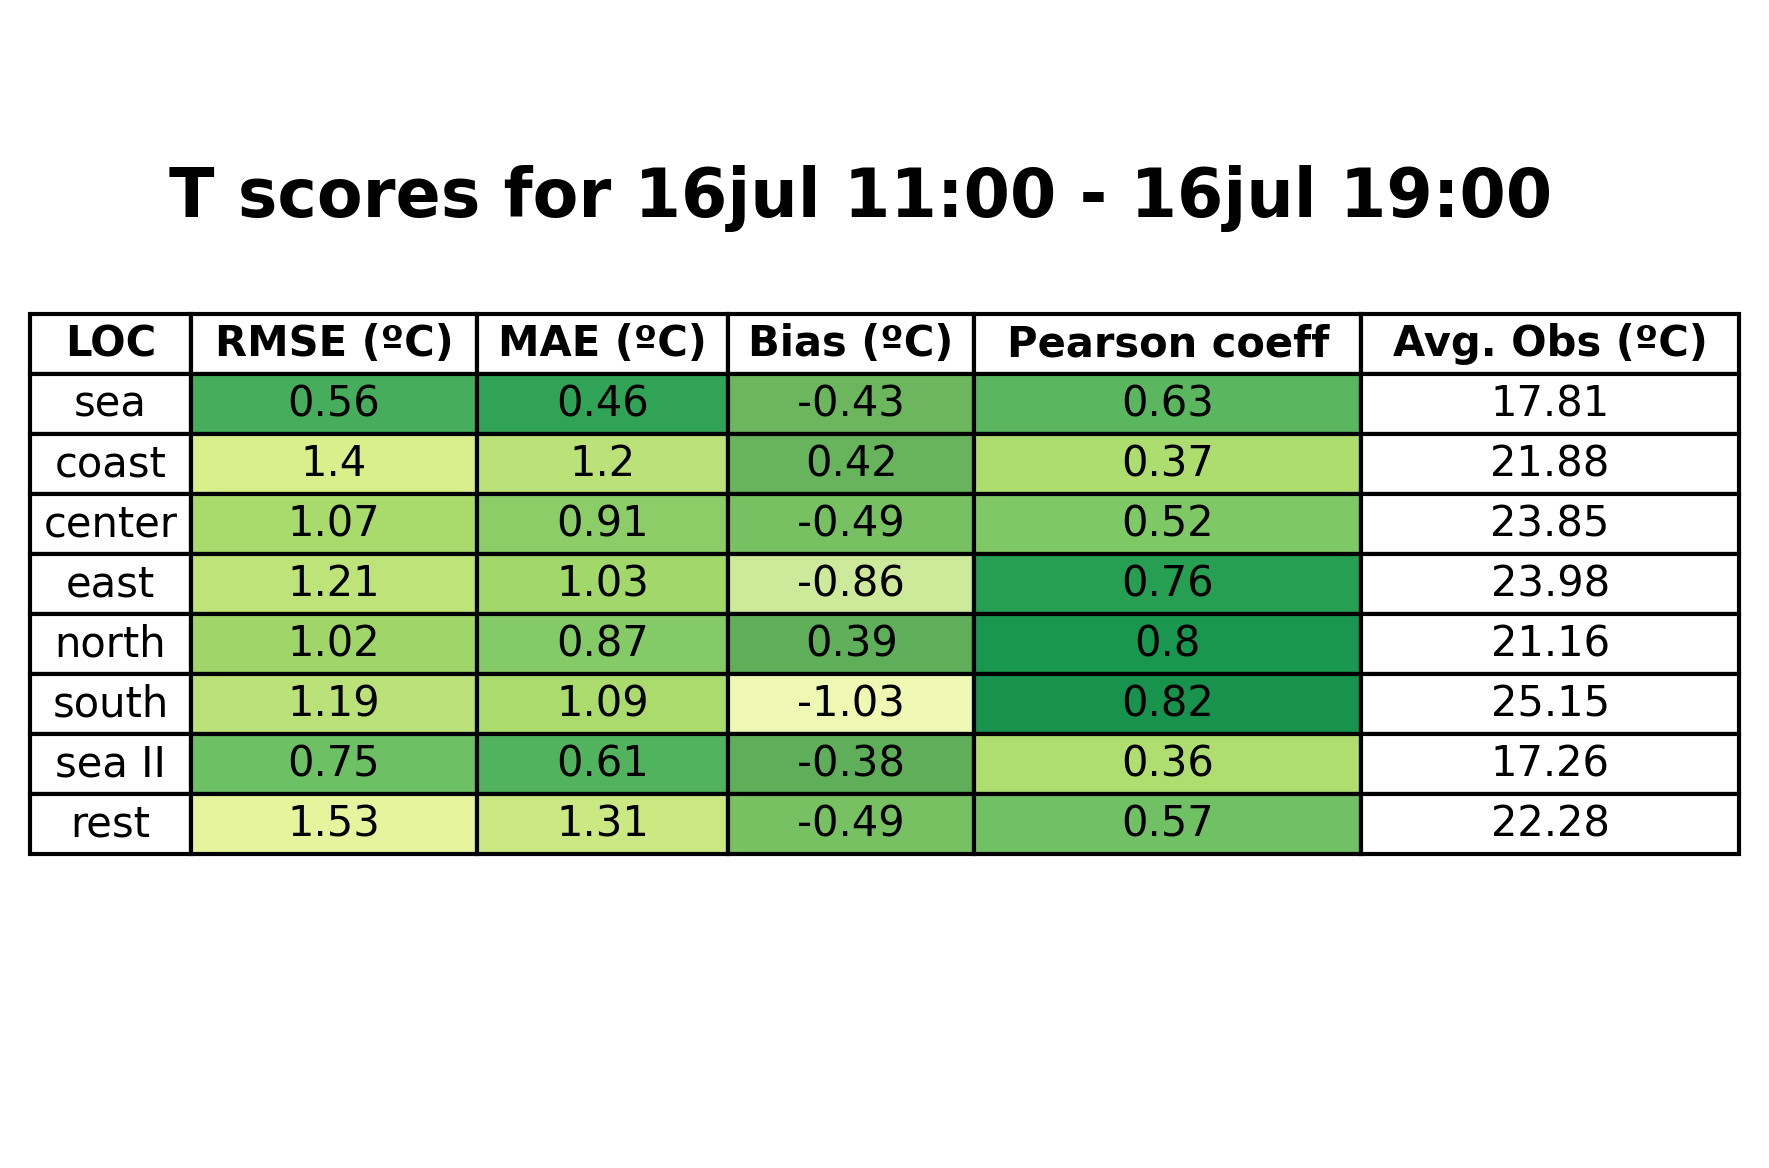 T scores for 16jul 11:00 - 16jul 19:00
LOC RMSE (ºC) MAE (ºC) Bias (ºC) Pearson coeff Avg. Obs (ºC)
sea 0.56 0.46 -0.43 0.63 17.81
coast 1.4 1.2 0.42 0.37 21.88
center 1.07 0.91 -0.49 0.52 23.85
east 1.21 1.03 -0.86 0.76 23.98
north 1.02 0.87 0.39 0.8 21.16
south 1.19 1.09 -1.03 0.82 25.15
sea II 0.75 0.61 -0.38 0.36 17.26
rest 1.53 1.31 -0.49 0.57 22.28